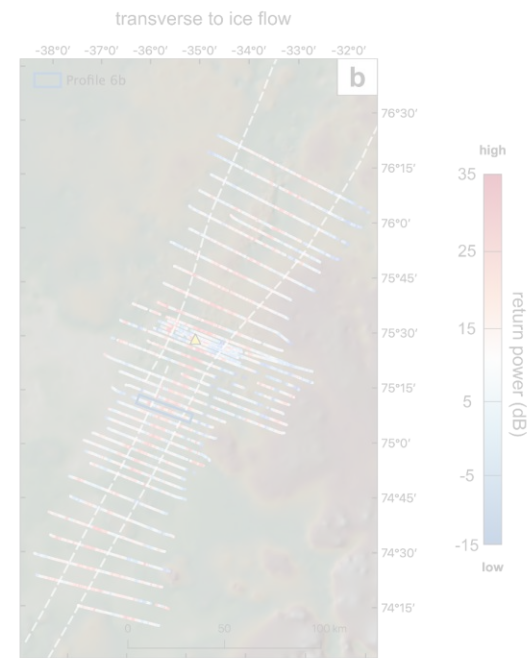 transverse to ice flow
-38°0' -37°0' -36°0' -35°0' -34°0' -33°0' -32°0'
Profile 6b
b
76°30'
76°15'
76°0'
75°45'
75°30'
75°15'
75°0'
74°45'
74°30'
74°15'
0 50 100 km
high
35
25
15
5
-5
-15
low
return power (dB)